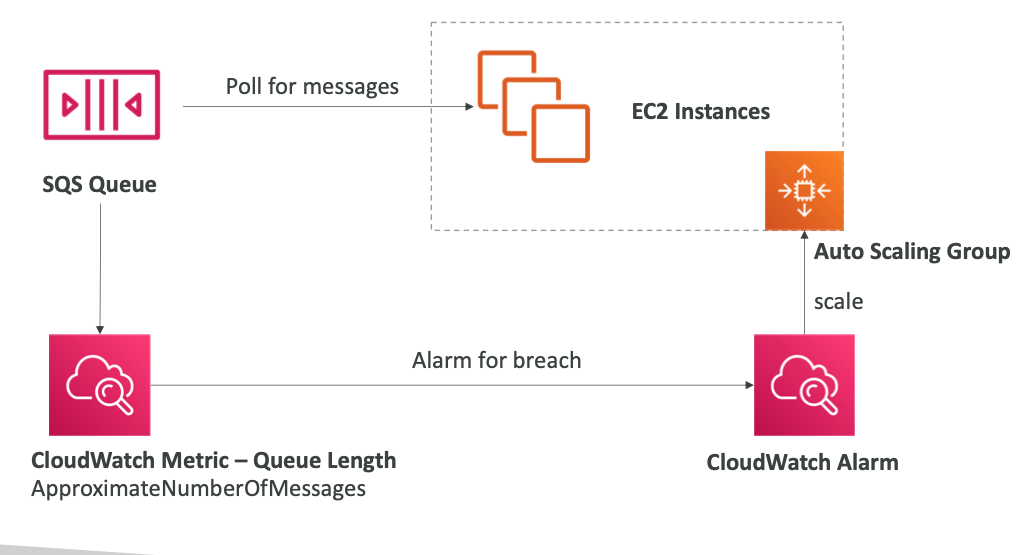 Poll for messages
EC2 Instances
SQS Queue
Auto Scaling Group
scale
Alarm for breach
CloudWatch Metric – Queue Length
ApproximateNumberOfMessages
CloudWatch Alarm